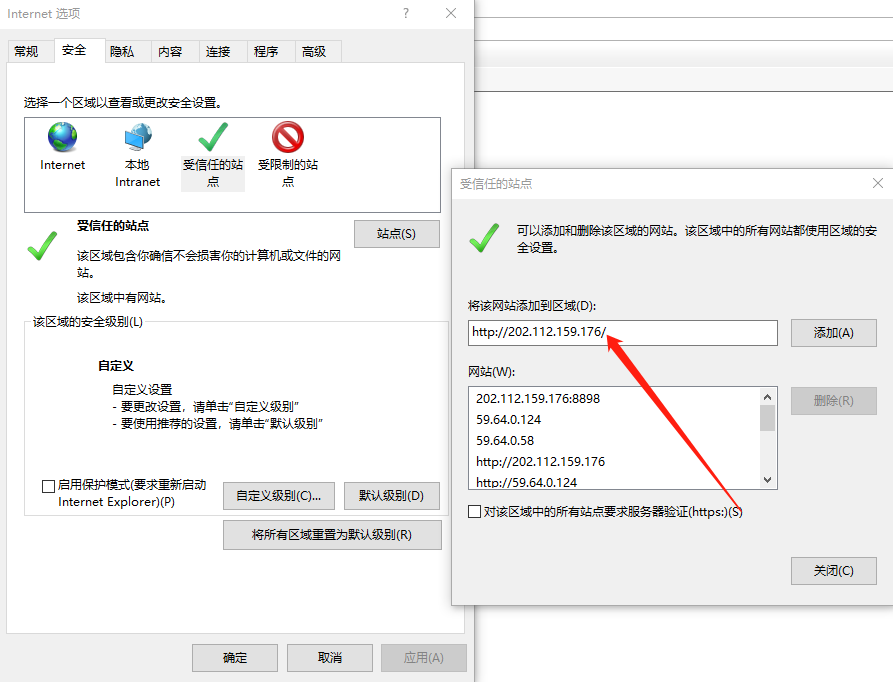 Internet 选项
?
常规 安全 隐私 内容 连接 程序 高级
选择一个区域以查看或更改安全设置。
Internet
本地
Intranet
受信任的站
点
受限制的站
点
受信任的站点
站点(S)
该区域包含你确信不会损害你的计算机或文件的网
站。
该区域中有网站。
该区域的安全级别(L)
自定义
自定义设置
- 要更改设置，请单击“自定义级别”
- 要使用推荐的设置，请单击“默认级别”
启用保护模式(要求重新启动
Internet Explorer)(P)
自定义级别(C)... 默认级别(D)
将所有区域重置为默认级别(R)
确定 取消 应用(A)
受信任的站点
可以添加和删除该区域的网站。该区域中的所有网站都使用区域的安
全设置。
将该网站添加到区域(D):
http://202.112.159.176/ 添加(A)
网站(W):
202.112.159.176:8898
删除(R)
59.64.0.124
59.64.0.58
http://202.112.159.176
http://59.64.0.124
对该区域中的所有站点要求服务器验证(https:)(S)
关闭(C)